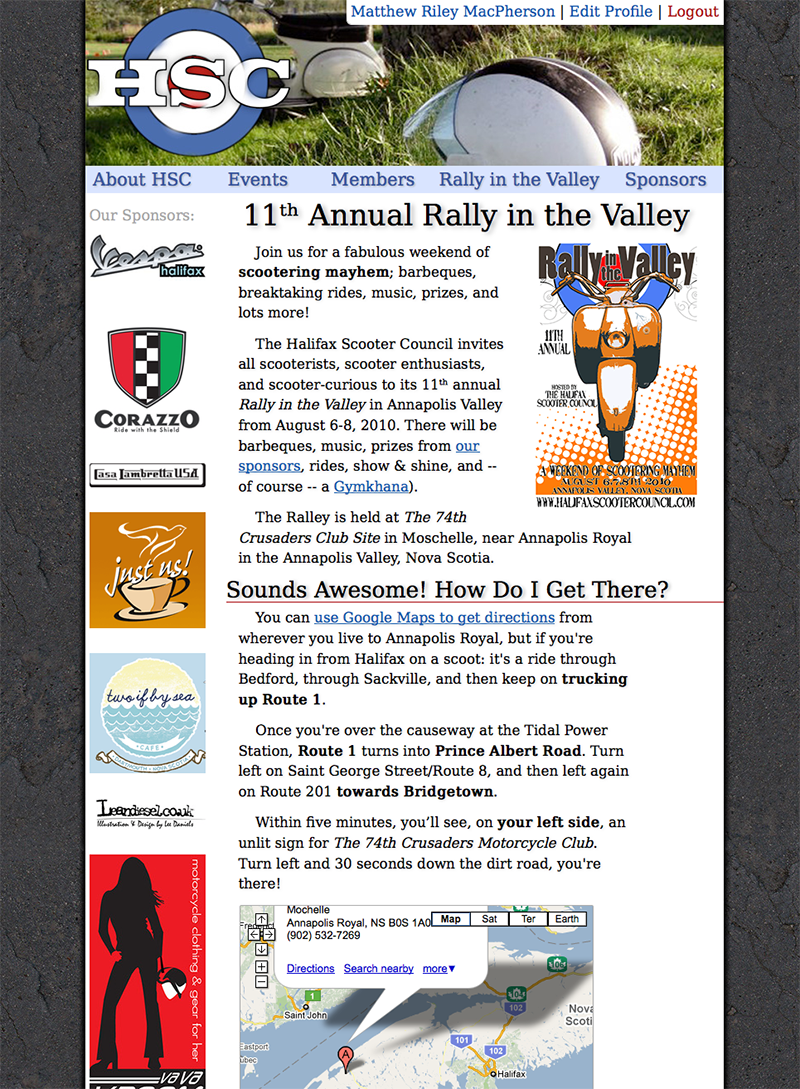 Matthew Riley MacPherson | Edit Profile | Logout
HSC
About HSC Events Members Rally in the Valley Sponsors
Our Sponsors:
Vespa
halifax
CORAZZO
Ride with the Shield
Casa Lambretta USA
just us!
two if by sea
CAFE
DARTMOUTH • NOVA SCOTIA
Leandiesel.co.uk
Illustration & Design by Lee Daniels
motorcycle clothing & gear for her
vava
11th Annual Rally in the Valley
Join us for a fabulous weekend of
scootering mayhem; barbeques,
breaktaking rides, music, prizes, and
lots more!
The Halifax Scooter Council invites
all scooterists, scooter enthusiasts,
and scooter-curious to its 11th annual
Rally in the Valley in Annapolis Valley
from August 6-8, 2010. There will be
barbeques, music, prizes from our
sponsors, rides, show & shine, and --
of course -- a Gymkhana).
Rally in the Valley
11TH
ANNUAL
HOSTED BY
THE HALIFAX
SCOOTER COUNCIL
A WEEKEND OF SCOOTERING MAYHEM
AUGUST 6,7,8TH 2010
ANNAPOLIS VALLEY, NOVA SCOTIA
WWW.HALIFAXSCOOTERCOUNCIL.COM
The Ralley is held at The 74th
Crusaders Club Site in Moschelle, near Annapolis Royal
in the Annapolis Valley, Nova Scotia.
Sounds Awesome! How Do I Get There?
You can use Google Maps to get directions from
wherever you live to Annapolis Royal, but if you're
heading in from Halifax on a scoot: it's a ride through
Bedford, through Sackville, and then keep on trucking
up Route 1.
Once you're over the causeway at the Tidal Power
Station, Route 1 turns into Prince Albert Road. Turn
left on Saint George Street/Route 8, and then left again
on Route 201 towards Bridgetown.
Within five minutes, you’ll see, on your left side, an
unlit sign for The 74th Crusaders Motorcycle Club.
Turn left and 30 seconds down the dirt road, you're
there!
Mochelle
Annapolis Royal, NS B0S 1A0
(902) 532-7269
Directions Search nearby more▼
Map Sat Ter Earth
1
Saint John
Eastport
A
101
102
102
Halifax
Nova
Scoti